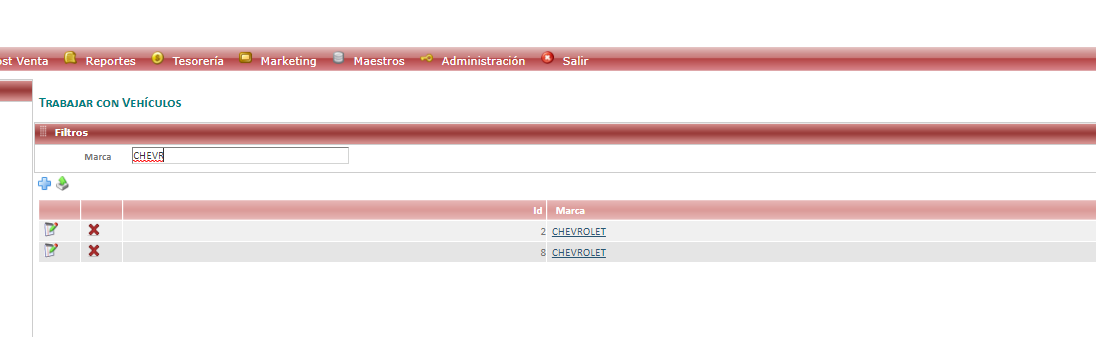 ost Venta Reportes Tesorería Marketing Maestros Administración Salir
TRABAJAR CON VEHÍCULOS
Filtros
Marca CHEVR
Id Marca
2 CHEVROLET
8 CHEVROLET